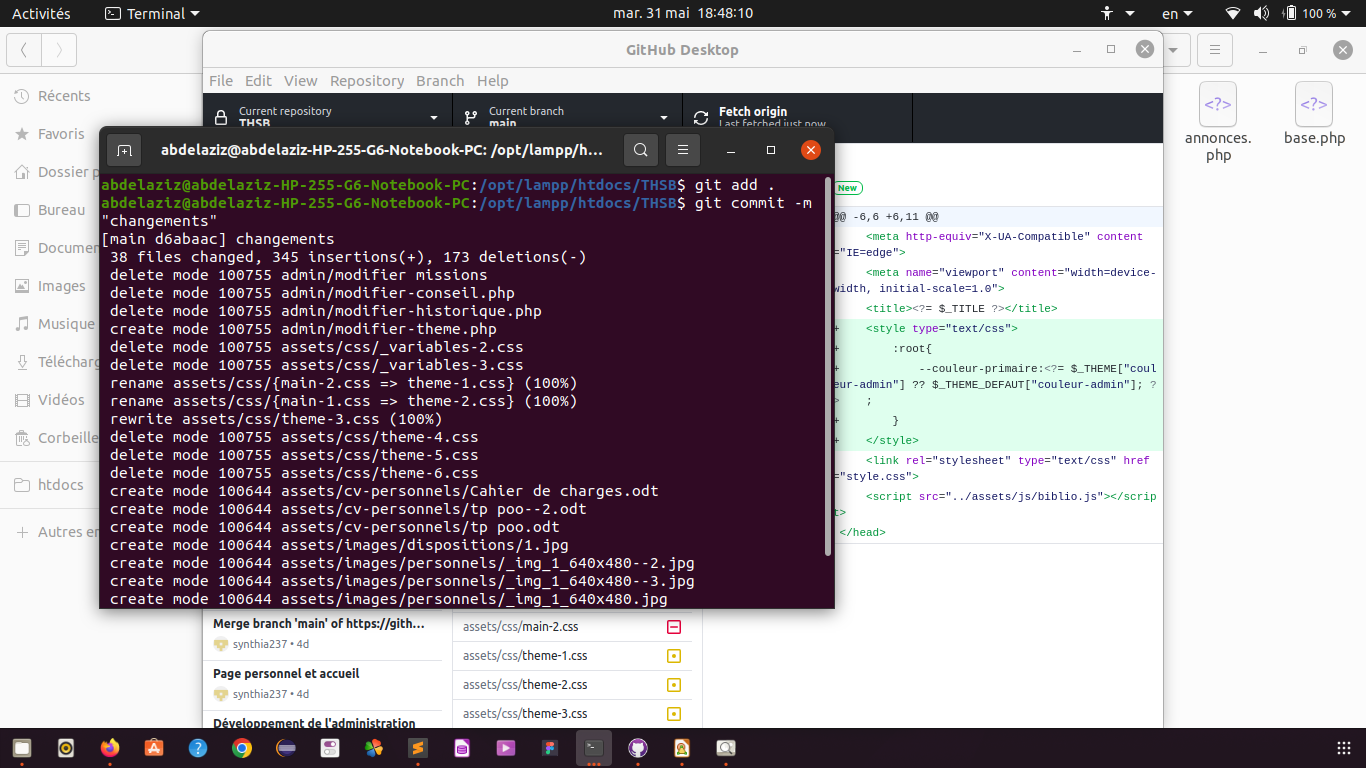 Activités
Terminal
mar. 31 mai 18:48:10
en
100 %
GitHub Desktop
File Edit View Repository Branch Help
Récents
Favoris
Dossier p
Bureau
Documen
Images
Musique
Télécharg
Vidéos
Corbeille
htdocs
Autres en
Current repository
THSB
Current branch
main
Fetch origin
Last fetched just now
annonces.
php
base.php
abdelaziz@abdelaziz-HP-255-G6-Notebook-PC: /opt/lampp/h...
abdelaziz@abdelaziz-HP-255-G6-Notebook-PC:/opt/lampp/htdocs/THSB$ git add .
abdelaziz@abdelaziz-HP-255-G6-Notebook-PC:/opt/lampp/htdocs/THSB$ git commit -m
"changements"
[main d6abaac] changements
38 files changed, 345 insertions(+), 173 deletions(-)
delete mode 100755 admin/modifier missions
delete mode 100755 admin/modifier-conseil.php
delete mode 100755 admin/modifier-historique.php
create mode 100755 admin/modifier-theme.php
delete mode 100755 assets/css/_variables-2.css
delete mode 100755 assets/css/_variables-3.css
rename assets/css/{main-2.css => theme-1.css} (100%)
rename assets/css/{main-1.css => theme-2.css} (100%)
rewrite assets/css/theme-3.css (100%)
delete mode 100755 assets/css/theme-4.css
delete mode 100755 assets/css/theme-5.css
delete mode 100755 assets/css/theme-6.css
create mode 100644 assets/cv-personnels/Cahier de charges.odt
create mode 100644 assets/cv-personnels/tp poo--2.odt
create mode 100644 assets/cv-personnels/tp poo.odt
create mode 100644 assets/images/dispositions/1.jpg
create mode 100644 assets/images/personnels/_img_1_640x480--2.jpg
create mode 100644 assets/images/personnels/_img_1_640x480--3.jpg
create mode 100644 assets/images/personnels/_img_1_640x480.jpg
New
@@ -6,6 +6,11 @@
<meta http-equiv="X-UA-Compatible" content
="IE=edge">
<meta name="viewport" content="width=device-
width, initial-scale=1.0">
<title><?= $_TITLE ?></title>
+ <style type="text/css">
+ :root{
+ --couleur-primaire:<?= $_THEME["coul
eur-admin"] ?? $_THEME_DEFAUT["couleur-admin"]; ?
> ;
+ }
+ </style>
<link rel="stylesheet" type="text/css" href
="style.css">
<script src="../assets/js/biblio.js"></scrip
t>
</head>
Merge branch 'main' of https://gith...
synthia237 • 4d
Page personnel et accueil
synthia237 • 4d
Développement de l'administration
assets/css/main-2.css
assets/css/theme-1.css
assets/css/theme-2.css
assets/css/theme-3.css